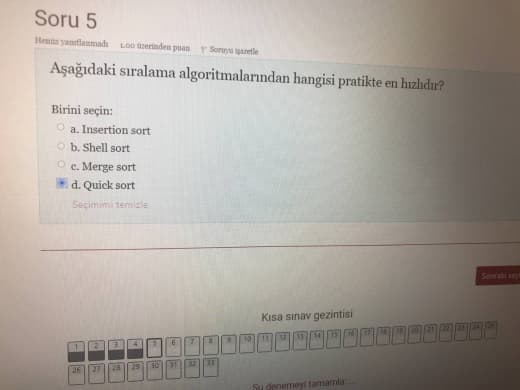 Soru 5
Henüz yanıtlanmadı 1,00 üzerinden puan Soruyu işaretle
Aşağıdaki sıralama algoritmalarından hangisi pratikte en hızlıdır?
Birini seçin:
a. Insertion sort
b. Shell sort
c. Merge sort
d. Quick sort
Seçimimi temizle
Sonraki
Kısa sınav gezintisi
1 2 3 4 5 6 7 8 9 10 11 12 13 14 15 16 17 18 19 20 21 22 23 24 25
26 27 28 29 30 31 32 33
Şu denemeyi tamamla